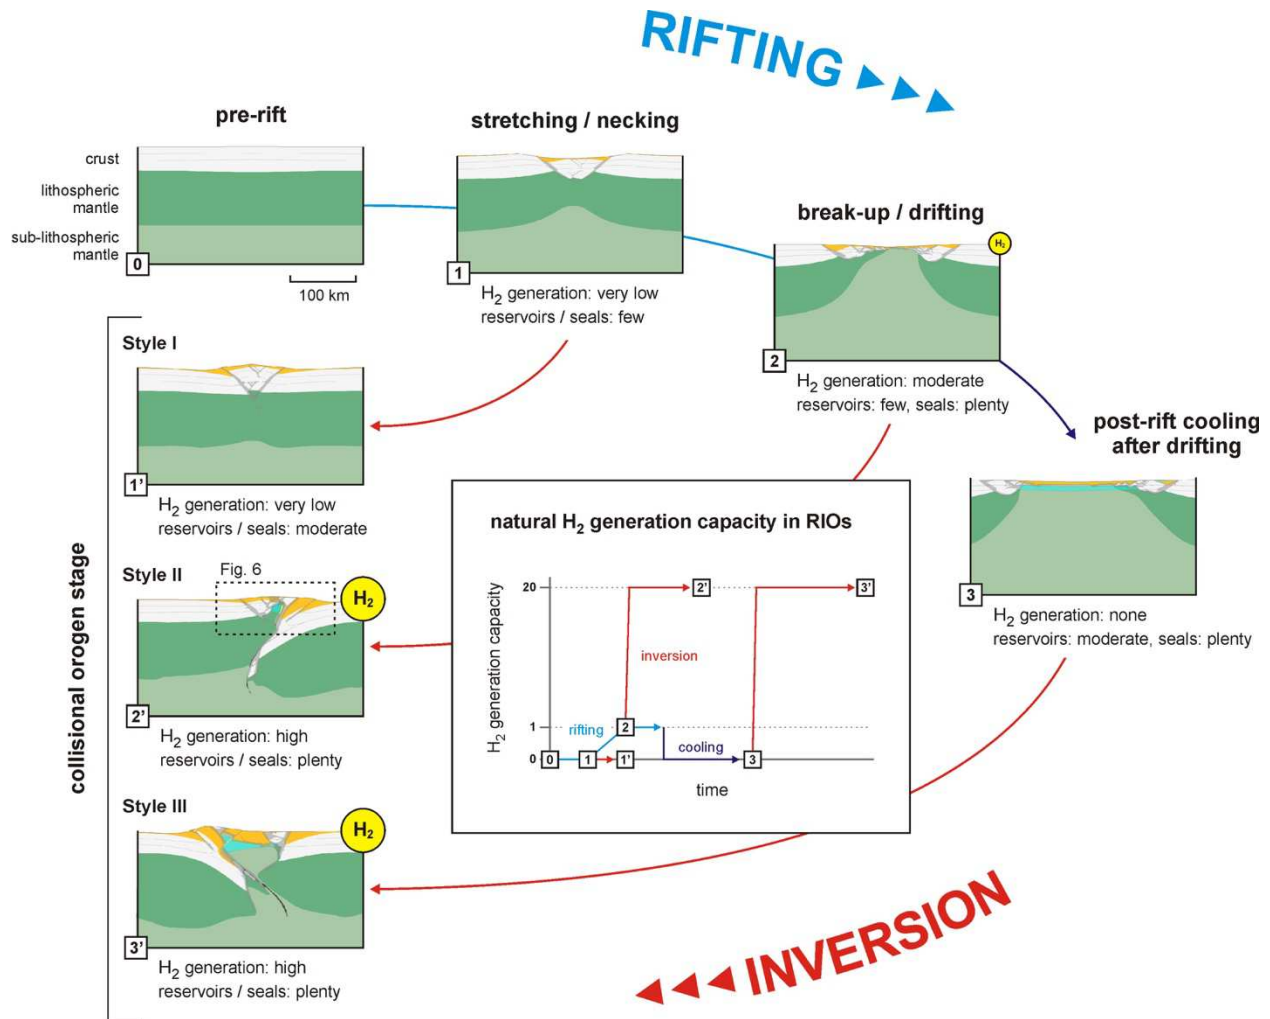 RIFTING
pre-rift
crust
lithospheric
mantle
sub-lithospheric
mantle
0
100 km
stretching / necking
1
H₂ generation: very low
reservoirs / seals: few
break-up / drifting
H₂
2
H₂ generation: moderate
reservoirs: few, seals: plenty
post-rift cooling
after drifting
3
H₂ generation: none
reservoirs: moderate, seals: plenty
collisional orogen stage
Style I
1'
H₂ generation: very low
reservoirs / seals: moderate
Style II
Fig. 6
H₂
2'
H₂ generation: high
reservoirs / seals: plenty
Style III
H₂
3'
H₂ generation: high
reservoirs / seals: plenty
natural H₂ generation capacity in RIOs
H₂ generation capacity
20
1
0
2'
3'
inversion
rifting
2
cooling
0
1
1'
3
time
INVERSION